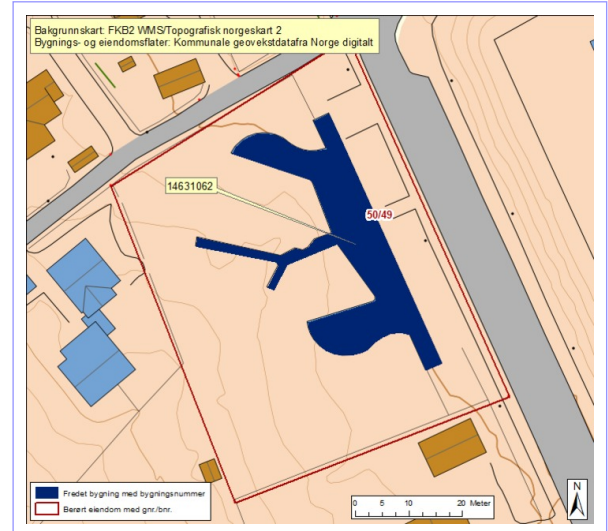 Bakgrunnskart: FKB2 WMS/Topografisk norgeskart 2
Bygnings- og eiendomsflater: Kommunale geovekstdatafra Norge digitalt
14631062
50/49
Fredet bygning med bygningsnummer
Berørt eiendom med gnr./bnr.
0 5 10 20 Meter
N